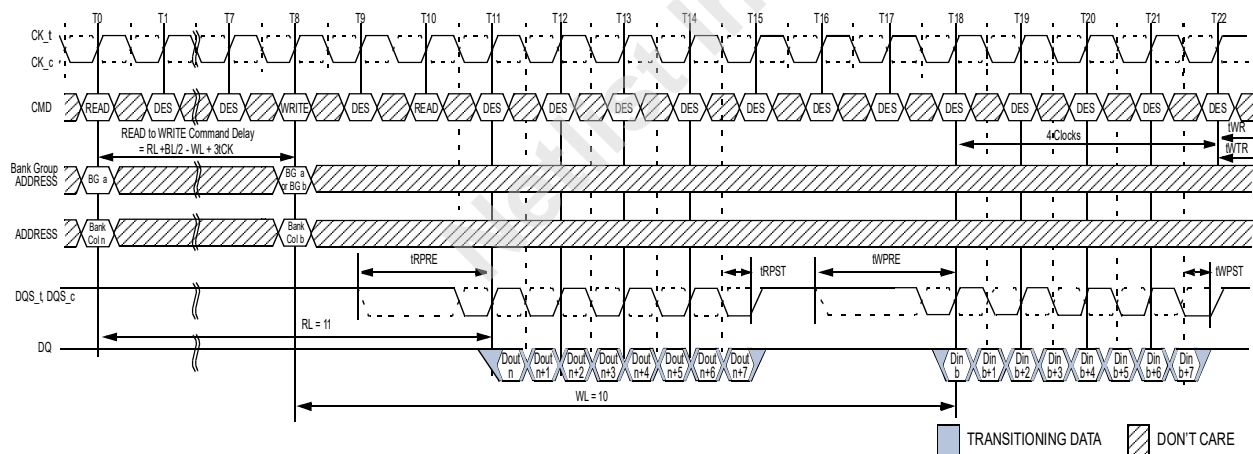 T0 T1 T7 T8 T9 T10 T11 T12 T13 T14 T15 T16 T17 T18 T19 T20 T21 T22
CK_t
CK_c
CMD READ DES DES WRITE DES READ DES DES DES DES DES DES DES DES DES DES DES DES
READ to WRITE Command Delay
= RL +BL/2 - WL + 3tCK
4 Clocks
tWR
tWTR
Bank Group
ADDRESS
BG a
BG a
or BG b
ADDRESS
Bank
Col n
Bank
Col b
tRPRE
tRPST
tWPRE
tWPST
DQS_t, DQS_c
RL = 11
DQ
Dout n
Dout n+1
Dout n+2
Dout n+3
Dout n+4
Dout n+5
Dout n+6
Dout n+7
Din b
Din b+1
Din b+2
Din b+3
Din b+4
Din b+5
Din b+6
Din b+7
WL = 10
TRANSITIONING DATA
DON'T CARE
Netlist In